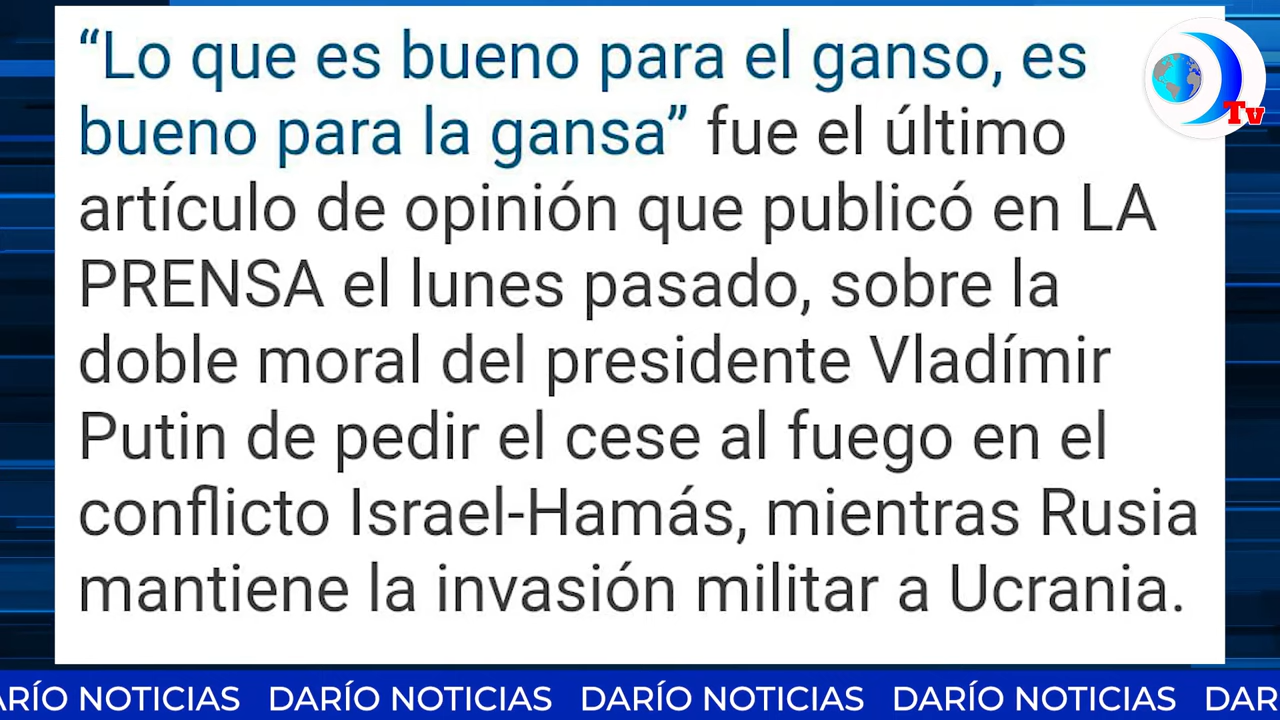 “Lo que es bueno para el ganso, es
bueno para la gansa” fue el último
artículo de opinión que publicó en LA
PRENSA el lunes pasado, sobre la
doble moral del presidente Vladímir
Putin de pedir el cese al fuego en el
conflicto Israel-Hamás, mientras Rusia
mantiene la invasión militar a Ucrania.
Tv
ARÍO NOTICIAS DARÍO NOTICIAS DARÍO NOTICIAS DARÍO NOTICIAS DAR